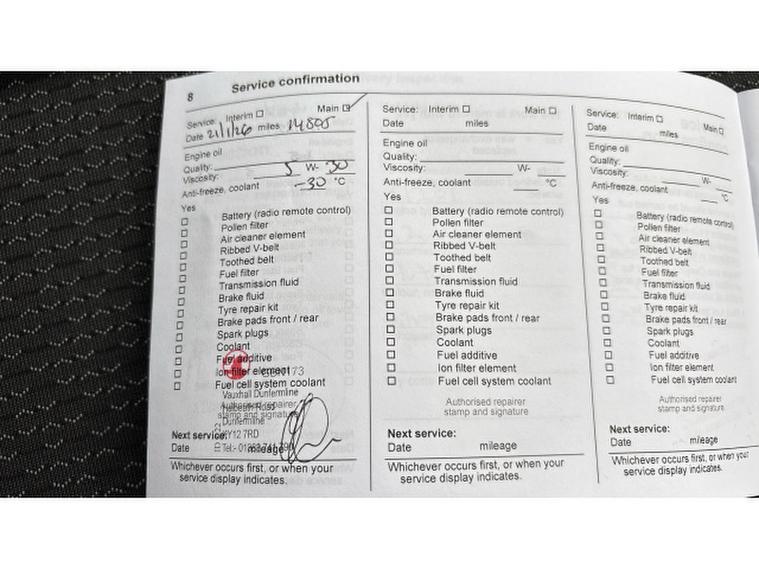 8 Service confirmation
Service: Interim ☐ Main ☑
Date 21/1/26 miles 14805
Engine oil
Quality:
Viscosity: 5 W- 30
Anti-freeze, coolant -30 °C
Yes
☐ Battery (radio remote control)
☐ Pollen filter
☐ Air cleaner element
☐ Ribbed V-belt
☐ Toothed belt
☐ Fuel filter
☐ Transmission fluid
☐ Brake fluid
☐ Tyre repair kit
☐ Brake pads front / rear
☐ Spark plugs
☐ Coolant
☐ Fuel additive
☐ Ion filter element
☐ Fuel cell system coolant
Vauxhall Dunfermline
Authorised repairer
Halbeath Road
stamp and signature
Dunfermline
KY12 7RD
Next service:
Date mileage
Whichever occurs first, or when your
service display indicates.
Service: Interim ☐ Main ☐
Date miles
Engine oil
Quality:
Viscosity: W-
Anti-freeze, coolant °C
Yes
☐ Battery (radio remote control)
☐ Pollen filter
☐ Air cleaner element
☐ Ribbed V-belt
☐ Toothed belt
☐ Fuel filter
☐ Transmission fluid
☐ Brake fluid
☐ Tyre repair kit
☐ Brake pads front / rear
☐ Spark plugs
☐ Coolant
☐ Fuel additive
☐ Ion filter element
☐ Fuel cell system coolant
Authorised repairer
stamp and signature
Next service:
Date mileage
Whichever occurs first, or when your
service display indicates.
Service: Interim ☐ Main ☐
Date miles
Engine oil
Quality:
Viscosity: W-
Anti-freeze, coolant °C
Yes
☐ Battery (radio remote control)
☐ Pollen filter
☐ Air cleaner element
☐ Ribbed V-belt
☐ Toothed belt
☐ Fuel filter
☐ Transmission fluid
☐ Brake fluid
☐ Tyre repair kit
☐ Brake pads front / rear
☐ Spark plugs
☐ Coolant
☐ Fuel additive
☐ Ion filter element
☐ Fuel cell system coolant
Authorised repairer
stamp and signature
Next service:
Date mileage
Whichever occurs first, or when your
service display indicates.